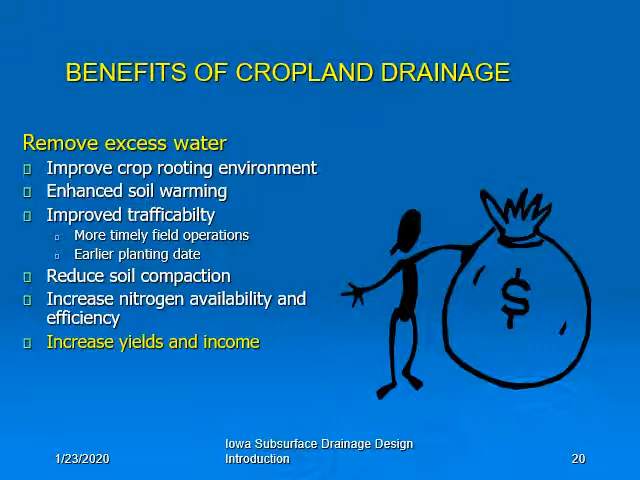 BENEFITS OF CROPLAND DRAINAGE
Remove excess water
Improve crop rooting environment
Enhanced soil warming
Improved trafficabilty
More timely field operations
Earlier planting date
Reduce soil compaction
Increase nitrogen availability and
efficiency
Increase yields and income
$
Iowa Subsurface Drainage Design
1/23/2020 Introduction 20